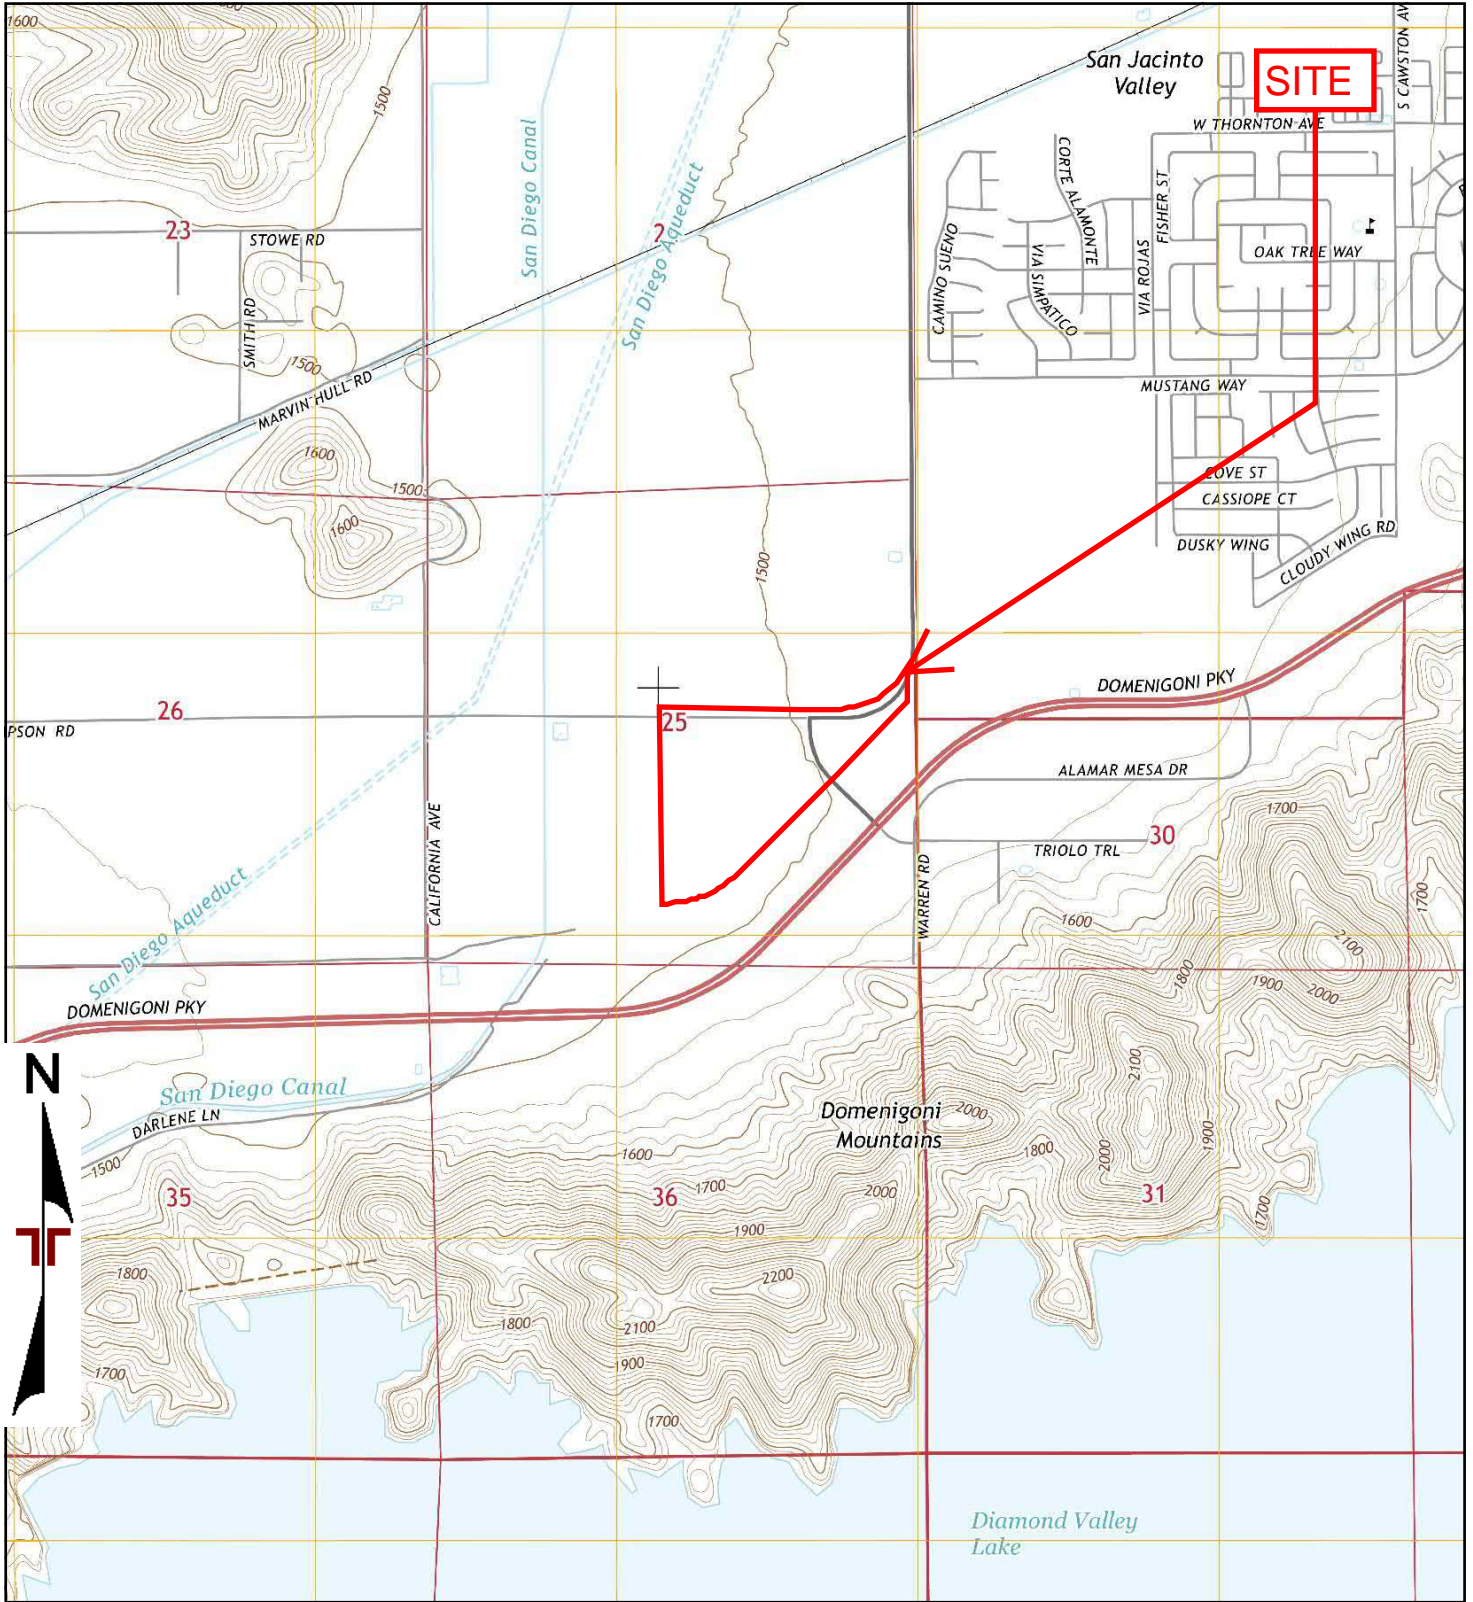 1600
1500
San Diego Canal
San Diego Aqueduct
San Jacinto
Valley
SITE
S CAWSTON AV
W THORNTON AVE
CORTE ALAMONTE
FISHER ST
23
STOWE RD
2
OAK TREE WAY
CAMINO SUENO
VIA SIMPATICO
VIA ROJAS
SMITH RD
1500
MARVIN HULL RD
MUSTANG WAY
1600
1500
1600
COVE ST
CASSIOPE CT
DUSKY WING
CLOUDY WING RD
1500
26
25
PSON RD
DOMENIGONI PKY
ALAMAR MESA DR
1700
CALIFORNIA AVE
30
TRIOLO TRL
WARREN RD
1700
San Diego Aqueduct
1600
2100
1800
1900
2000
DOMENIGONI PKY
N
San Diego Canal
DARLENE LN
1500
2100
Domenigoni
Mountains
2000
1800
2000
1900
1600
35
36
1700
2000
31
1700
1900
1800
2200
1800
2100
1900
1700
1700
Diamond Valley
Lake